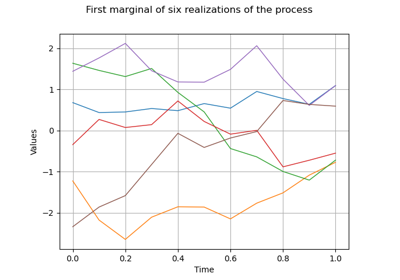 First marginal of six realizations of the process
Values
2
1
0
−1
−2
0.0 0.2 0.4 0.6 0.8 1.0
Time